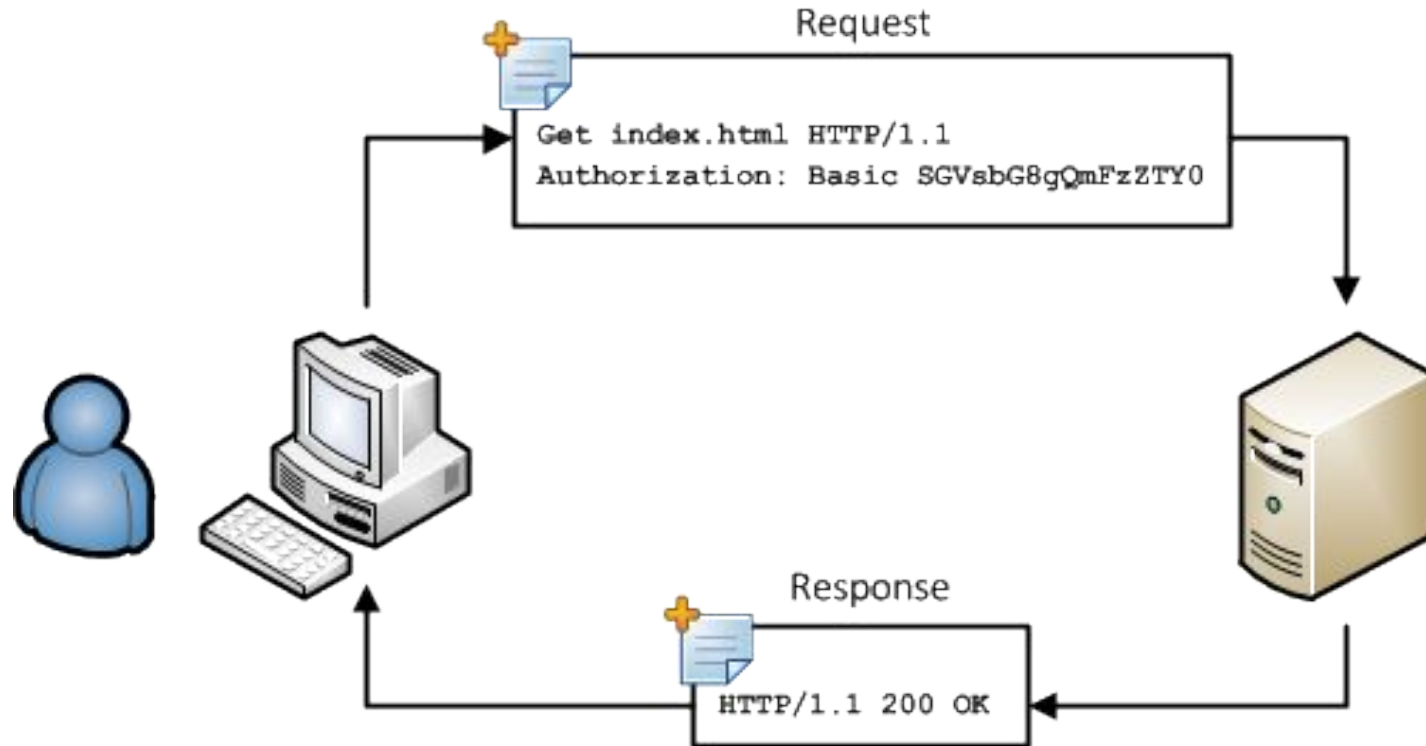 Request
Get index.html HTTP/1.1
Authorization: Basic SGVsbG8gQmFzZTY0
Response
HTTP/1.1 200 OK